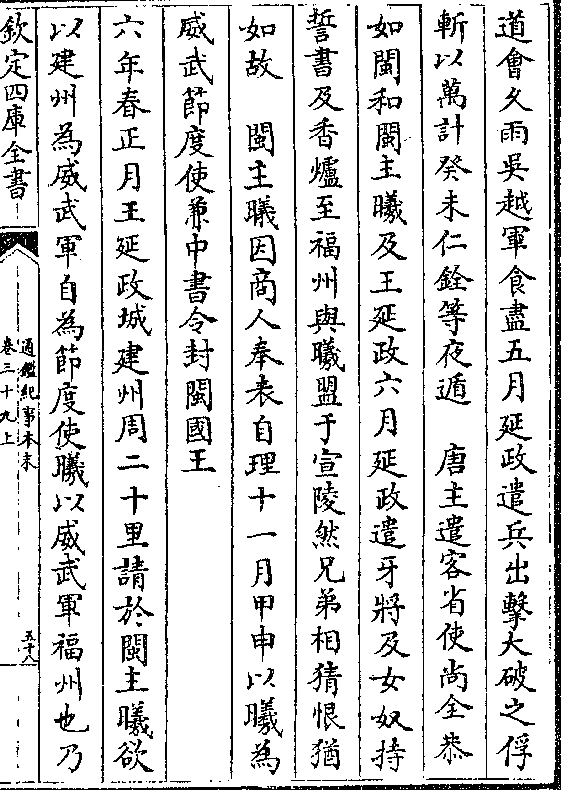 道會久雨吳越軍食盡五月延政遣兵出擊大破之俘
斬以萬計癸未仁銓等夜遁　唐主遣客省使尚全恭
如閩和閩主曦及王延政六月延政遣牙將及女奴持
誓書及香爐至福州與曦盟于宣陵然兄弟相猜恨猶
如故　閩主曦因商人奉表自理十一月甲申以曦為
威武節度使兼中書令封閩國王
六年春正月王延政城建州周二十里請於閩主曦欲
以建州為威武軍自為節度使曦以威武軍福州也乃
欽定四庫全書
通鑑紀事本末
卷三十九上
五十八